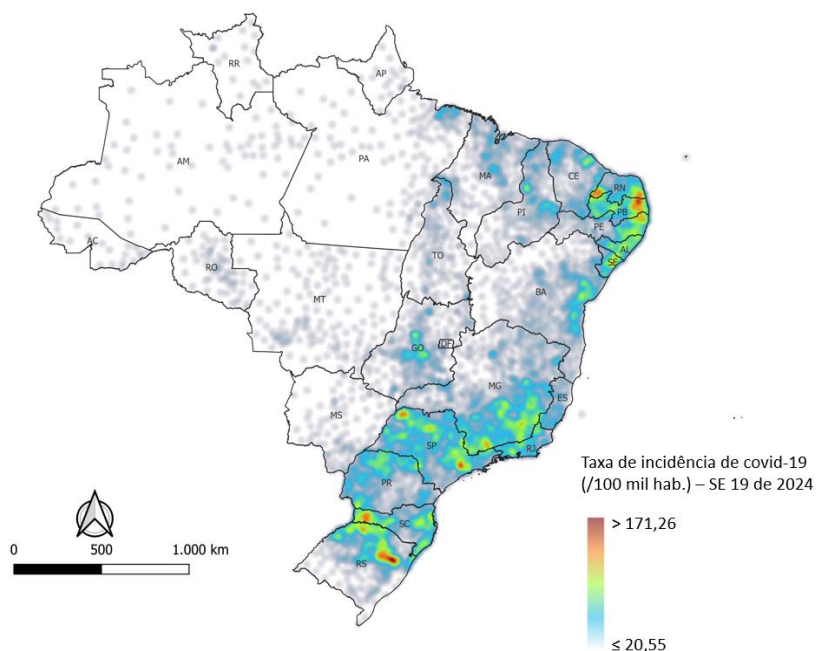 RR
AP
AM
PA
MA
CE
RN
PB
PE
PI
AL
SE
AC
TO
RO
BA
MT
GO
DF
MG
ES
MS
SP
RJ
PR
SC
RS
Taxa de incidência de covid-19
(/100 mil hab.) – SE 19 de 2024
> 171,26
≤ 20,55
0 500 1.000 km